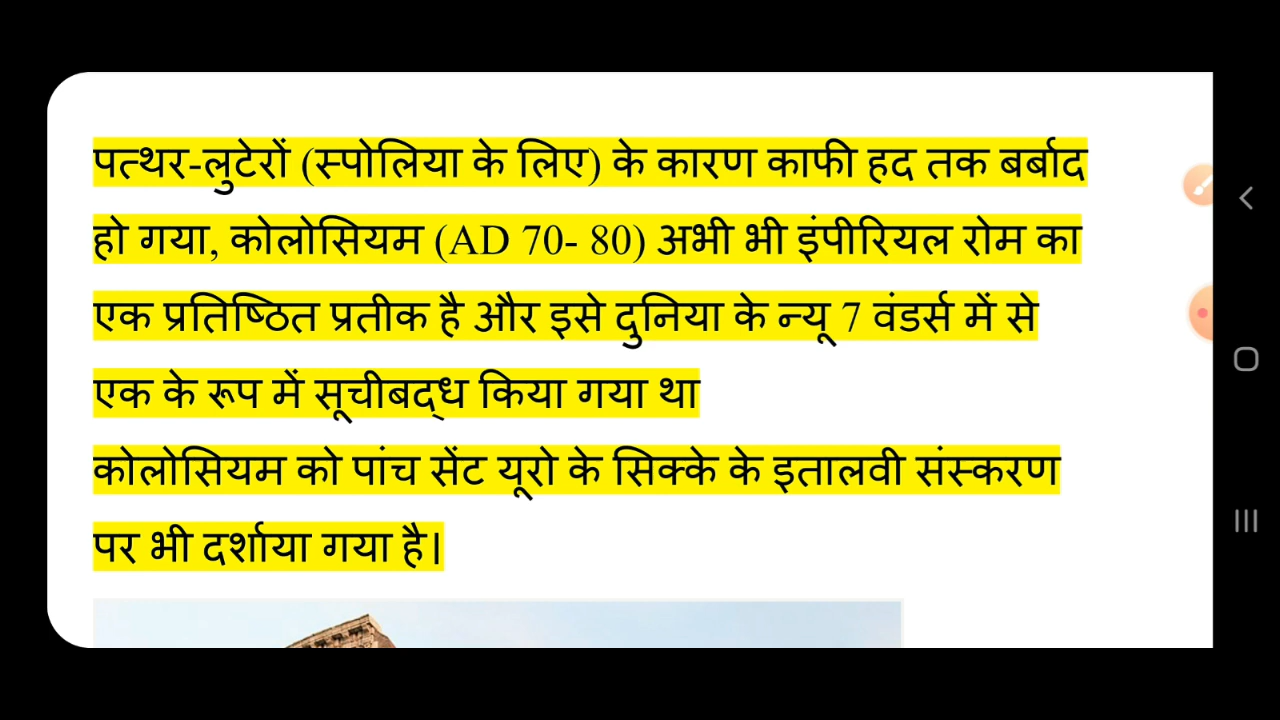 पत्थर-लुटेरों (स्पोलिया के लिए) के कारण काफी हद तक बर्बाद
हो गया, कोलोसियम (AD 70- 80) अभी भी इंपीरियल रोम का
एक प्रतिष्ठित प्रतीक है और इसे दुनिया के न्यू 7 वंडर्स में से
एक के रूप में सूचीबद्ध किया गया था
कोलोसियम को पांच सेंट यूरो के सिक्के के इतालवी संस्करण
पर भी दर्शाया गया है।